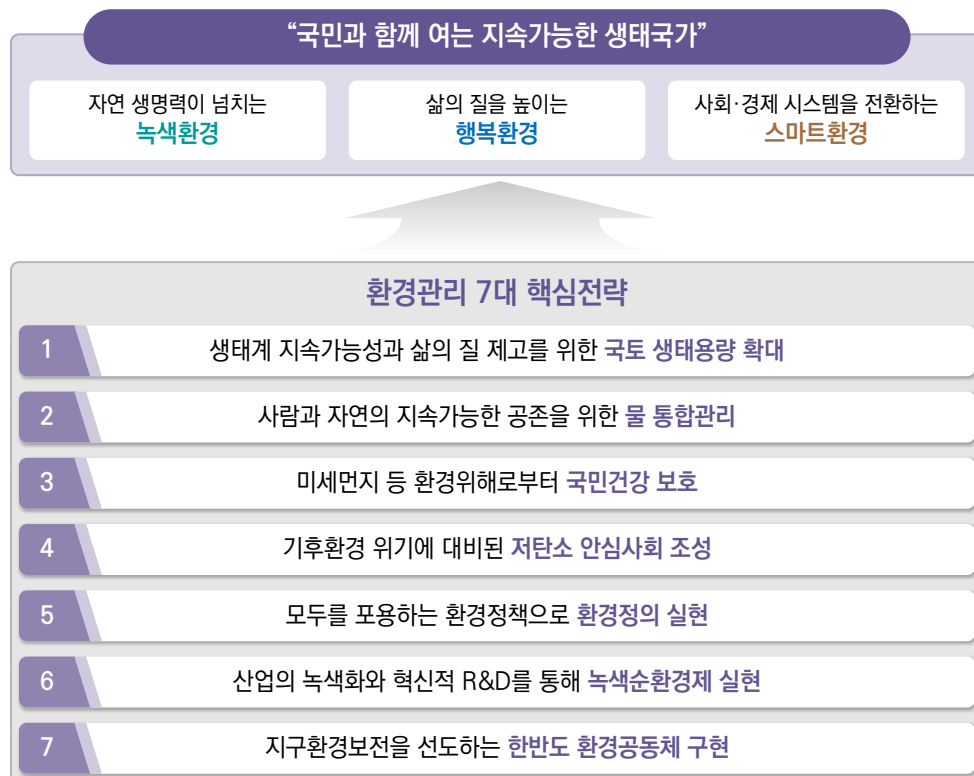 “국민과 함께 여는 지속가능한 생태국가”
자연 생명력이 넘치는
녹색환경
삶의 질을 높이는
행복환경
사회·경제 시스템을 전환하는
스마트환경
환경관리 7대 핵심전략
1 생태계 지속가능성과 삶의 질 제고를 위한 국토 생태용량 확대
2 사람과 자연의 지속가능한 공존을 위한 물 통합관리
3 미세먼지 등 환경위해로부터 국민건강 보호
4 기후환경 위기에 대비된 저탄소 안심사회 조성
5 모두를 포용하는 환경정책으로 환경정의 실현
6 산업의 녹색화와 혁신적 R&D를 통해 녹색순환경제 실현
7 지구환경보전을 선도하는 한반도 환경공동체 구현